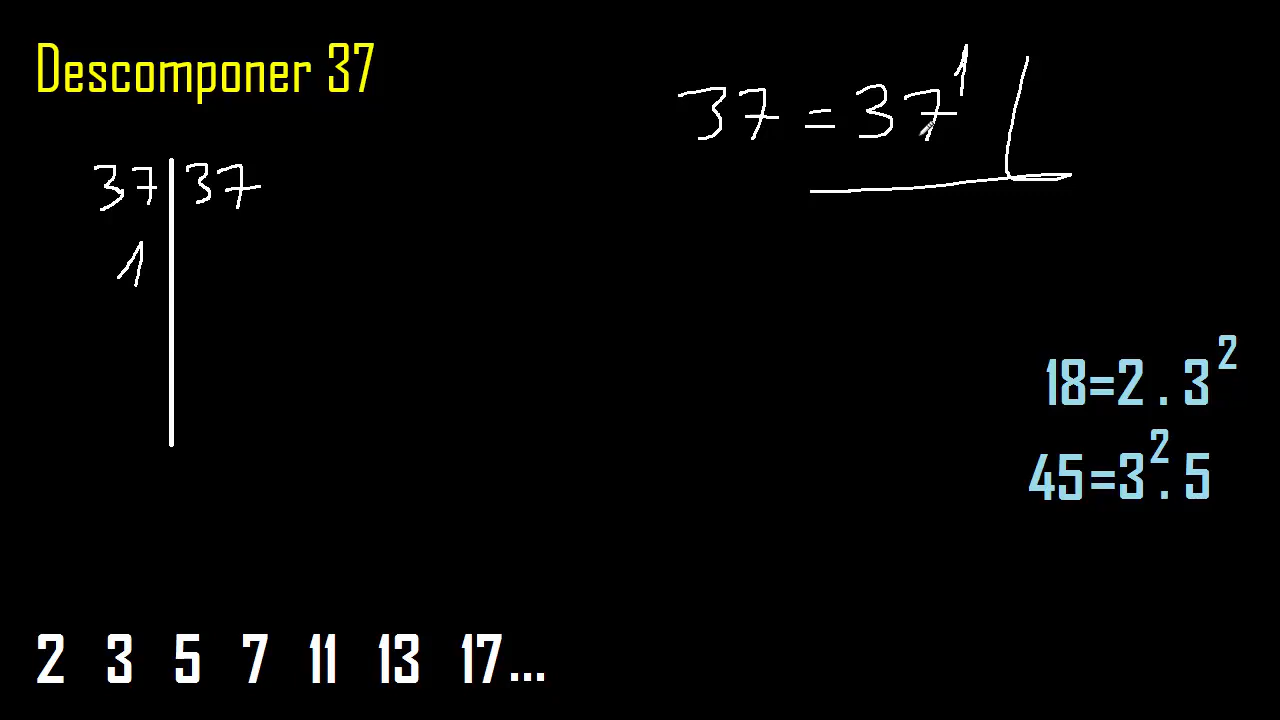 Descomponer 37
37 = 37¹
37 | 37
1
18=2 . 3²
45=3² . 5
2 3 5 7 11 13 17...